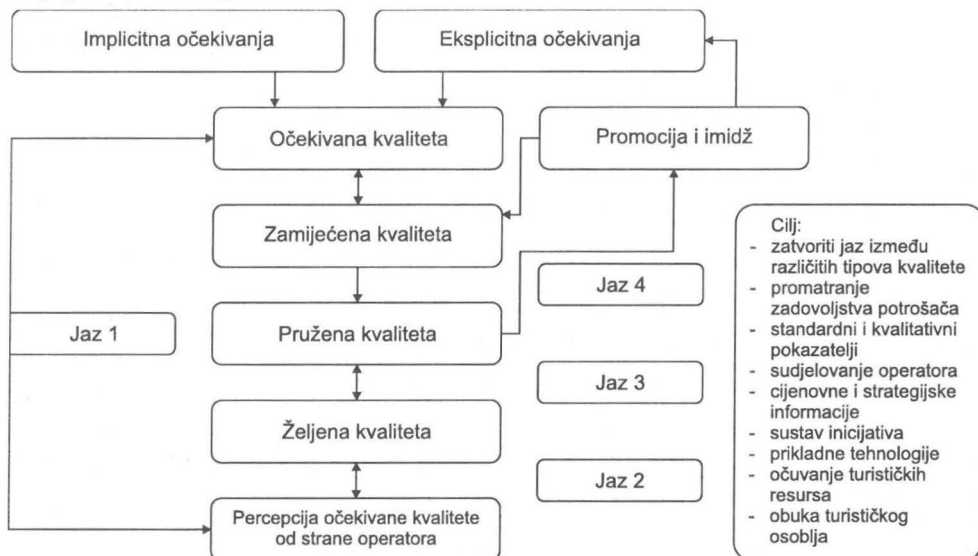 Implicitna očekivanja
Eksplicitna očekivanja
Očekivana kvaliteta
Promocija i imidž
Zamijećena kvaliteta
Jaz 4
Jaz 1
Pružena kvaliteta
Jaz 3
Željena kvaliteta
Jaz 2
Percepcija očekivane kvalitete
od strane operatora
Cilj:
- zatvoriti jaz između
različitih tipova kvalitete
- promatranje
zadovoljstva potrošača
- standardni i kvalitativni
pokazatelji
- sudjelovanje operatora
- cijenovne i strategijske
informacije
- sustav inicijativa
- prikladne tehnologije
- očuvanje turističkih
resursa
- obuka turističkog
osoblja